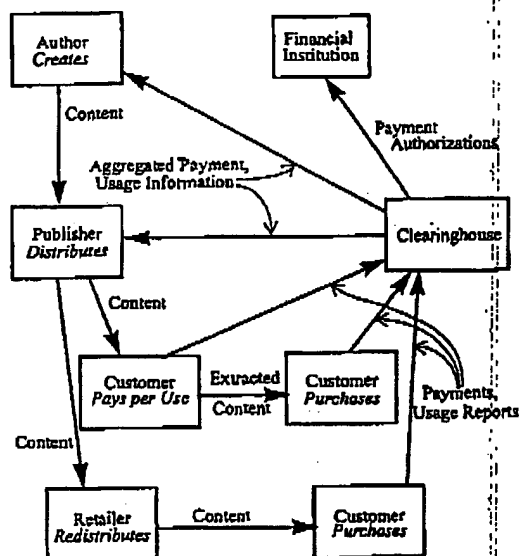 Author
Creates
Financial
Institution
Content
Payment
Authorizations
Aggregated Payment,
Usage Information
Publisher
Distributes
Clearinghouse
Content
Customer
Pays per Use
Extracted
Content
Customer
Purchases
Payments,
Usage Reports
Content
Retailer
Redistributes
Content
Customer
Purchases